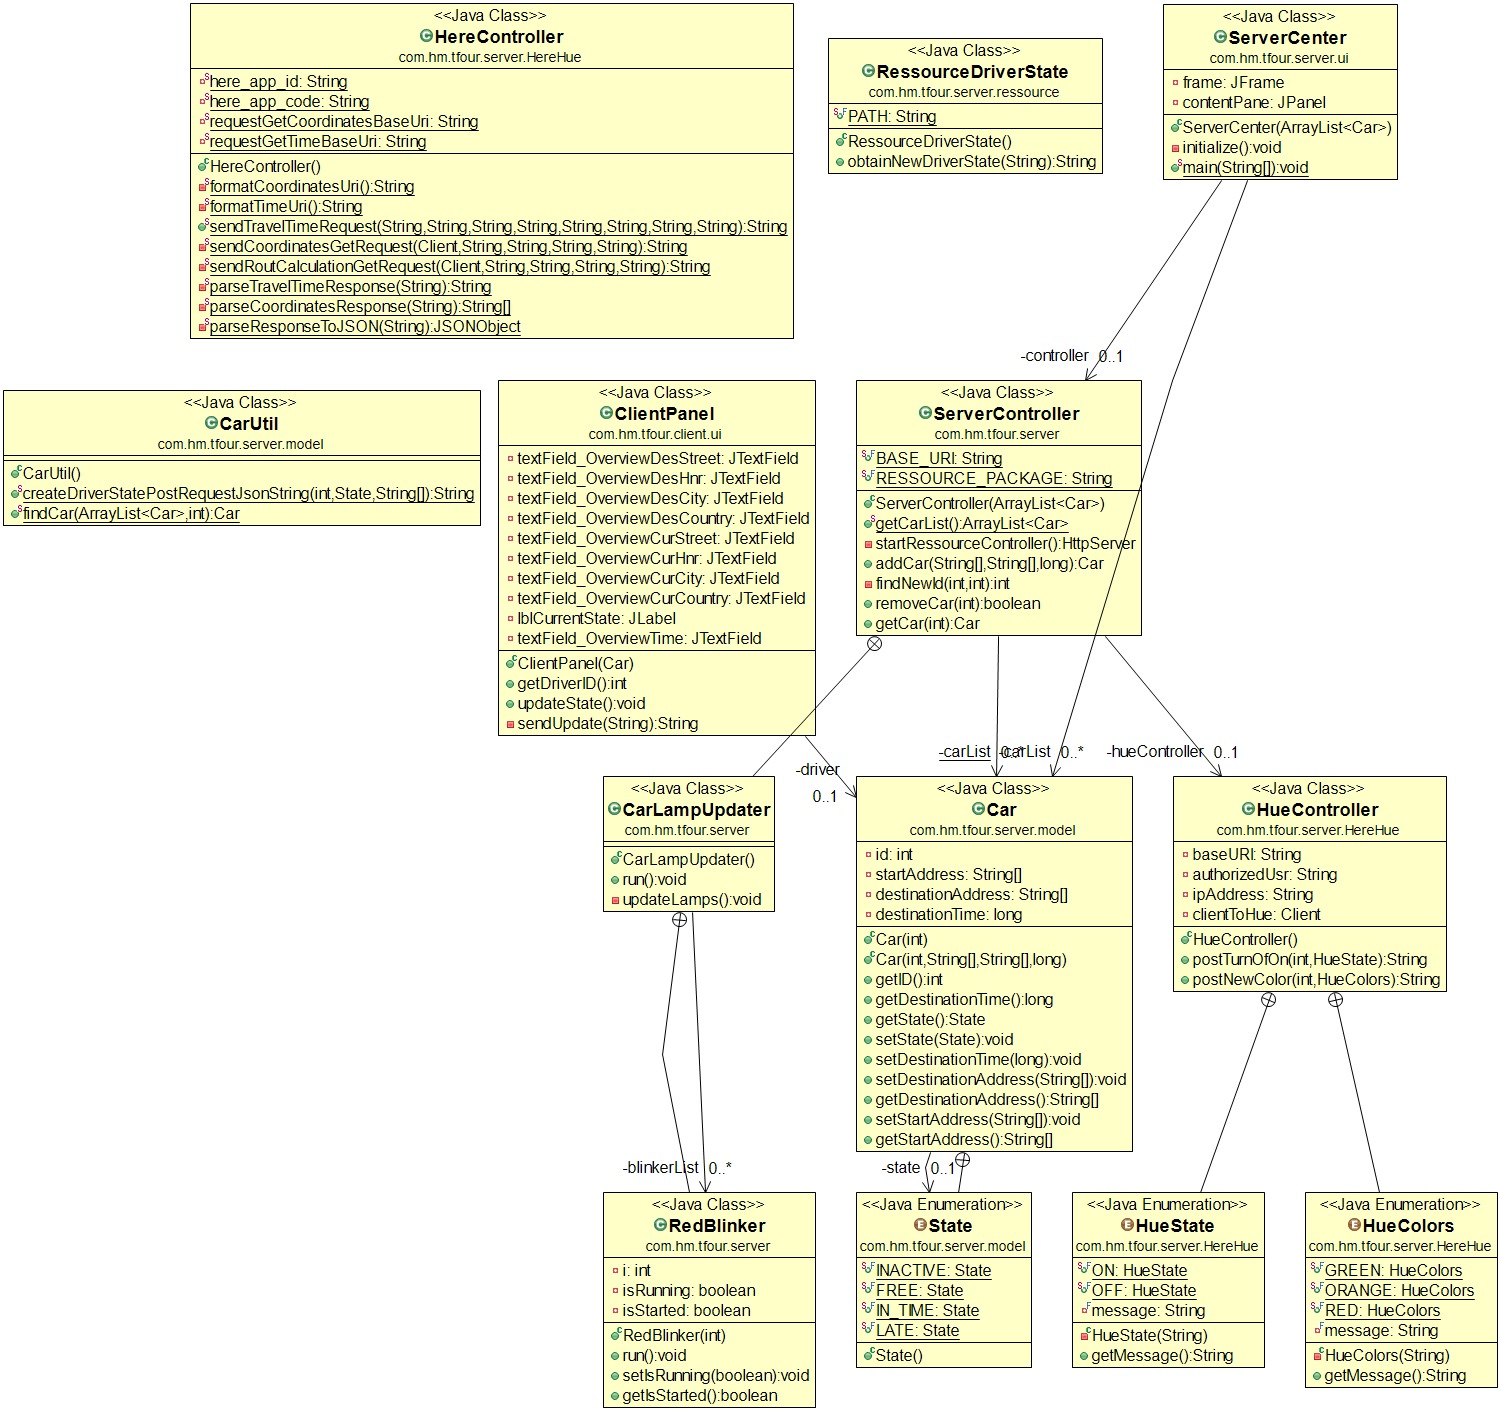 <<Java Class>>
HereController
com.hm.tfour.server.HereHue
here_app_id: String
here_app_code: String
requestGetCoordinatesBaseUri: String
requestGetTimeBaseUri: String
HereController()
formatCoordinatesUri():String
formatTimeUri():String
sendTravelTimeRequest(String,String,String,String,String,String,String,String):String
sendCoordinatesGetRequest(Client,String,String,String,String):String
sendRoutCalculationGetRequest(Client,String,String,String,String):String
parseTravelTimeResponse(String):String
parseCoordinatesResponse(String):String[]
parseResponseToJSON(String):JSONObject
<<Java Class>>
RessourceDriverState
com.hm.tfour.server.ressource
PATH: String
RessourceDriverState()
obtainNewDriverState(String):String
<<Java Class>>
ServerCenter
com.hm.tfour.server.ui
frame: JFrame
contentPane: JPanel
ServerCenter(ArrayList<Car>)
initialize():void
main(String[]):void
-controller 0..1
<<Java Class>>
CarUtil
com.hm.tfour.server.model
CarUtil()
createDriverStatePostRequestJsonString(int,State,String[]):String
findCar(ArrayList<Car>,int):Car
<<Java Class>>
ClientPanel
com.hm.tfour.client.ui
textField_OverviewDesStreet: JTextField
textField_OverviewDesHnr: JTextField
textField_OverviewDesCity: JTextField
textField_OverviewDesCountry: JTextField
textField_OverviewCurStreet: JTextField
textField_OverviewCurHnr: JTextField
textField_OverviewCurCity: JTextField
textField_OverviewCurCountry: JTextField
lblCurrentState: JLabel
textField_OverviewTime: JTextField
ClientPanel(Car)
getDriverID():int
updateState():void
sendUpdate(String):String
<<Java Class>>
ServerController
com.hm.tfour.server
BASE_URI: String
RESSOURCE_PACKAGE: String
ServerController(ArrayList<Car>)
getCarList():ArrayList<Car>
startRessourceController():HttpServer
addCar(String[],String[],long):Car
findNewId(int,int):int
removeCar(int):boolean
getCar(int):Car
-driver
0..1
-carList 0..*
-carList 0..*
-hueController 0..1
<<Java Class>>
CarLampUpdater
com.hm.tfour.server
CarLampUpdater()
run():void
updateLamps():void
<<Java Class>>
Car
com.hm.tfour.server.model
id: int
startAddress: String[]
destinationAddress: String[]
destinationTime: long
Car(int)
Car(int,String[],String[],long)
getID():int
getDestinationTime():long
getState():State
setState(State):void
setDestinationTime(long):void
setDestinationAddress(String[]):void
getDestinationAddress():String[]
setStartAddress(String[]):void
getStartAddress():String[]
<<Java Class>>
HueController
com.hm.tfour.server.HereHue
baseURI: String
authorizedUsr: String
ipAddress: String
clientToHue: Client
HueController()
postTurnOfOn(int,HueState):String
postNewColor(int,HueColors):String
-blinkerList 0..*
-state 0..1
<<Java Class>>
RedBlinker
com.hm.tfour.server
i: int
isRunning: boolean
isStarted: boolean
RedBlinker(int)
run():void
setIsRunning(boolean):void
getIsStarted():boolean
<<Java Enumeration>>
State
com.hm.tfour.server.model
INACTIVE: State
FREE: State
IN_TIME: State
LATE: State
State()
<<Java Enumeration>>
HueState
com.hm.tfour.server.HereHue
ON: HueState
OFF: HueState
message: String
HueState(String)
getMessage():String
<<Java Enumeration>>
HueColors
com.hm.tfour.server.HereHue
GREEN: HueColors
ORANGE: HueColors
RED: HueColors
message: String
HueColors(String)
getMessage():String